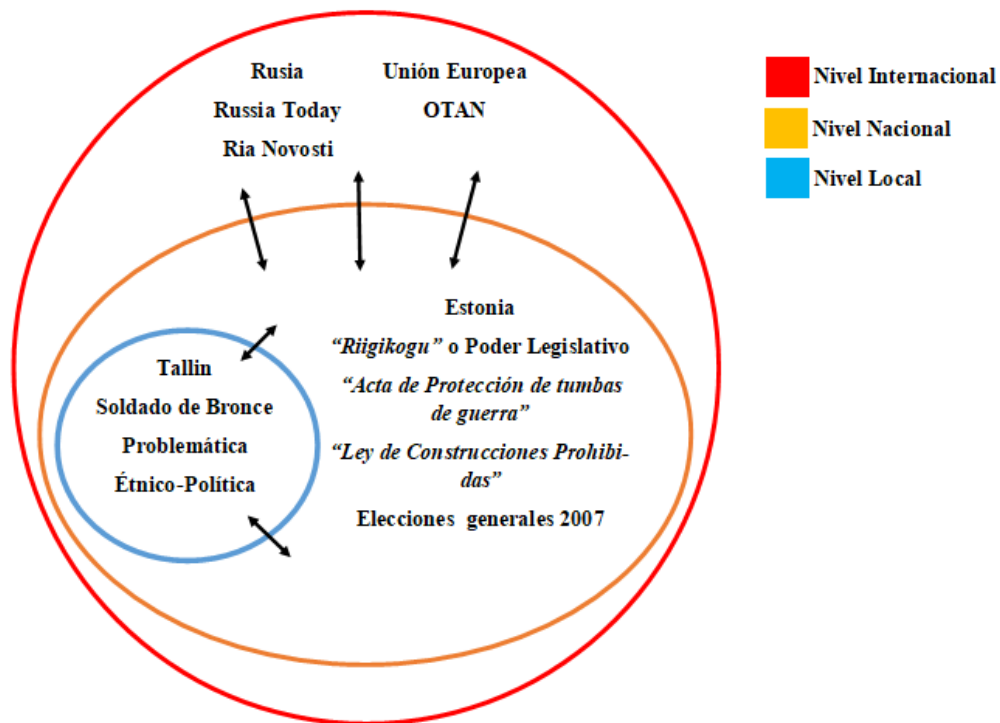 Rusia
Russia Today
Ria Novosti
Unión Europea
OTAN
Nivel Internacional
Nivel Nacional
Nivel Local
Tallin
Soldado de Bronce
Problemática
Étnico-Política
Estonia
“Riigikogu” o Poder Legislativo
“Acta de Protección de tumbas
de guerra”
“Ley de Construcciones Prohibi-
das”
Elecciones generales 2007